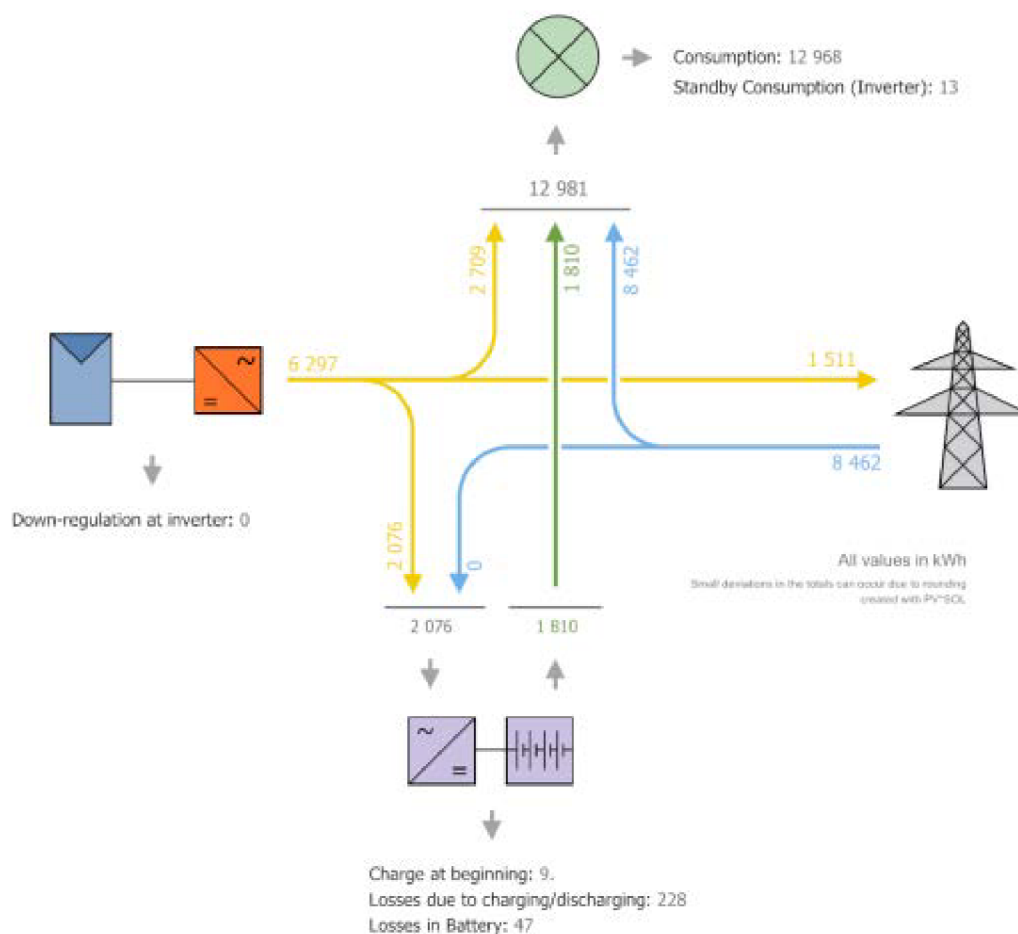 Consumption: 12 968
Standby Consumption (Inverter): 13
12 981
2 709
1 810
8 462
6 297
1 511
8 462
Down-regulation at inverter: 0
2 076
0
All values in kWh
Small deviations in the totals can occur due to rounding
created with PV*SOL
2 076
1 810
Charge at beginning: 9.
Losses due to charging/discharging: 228
Losses in Battery: 47